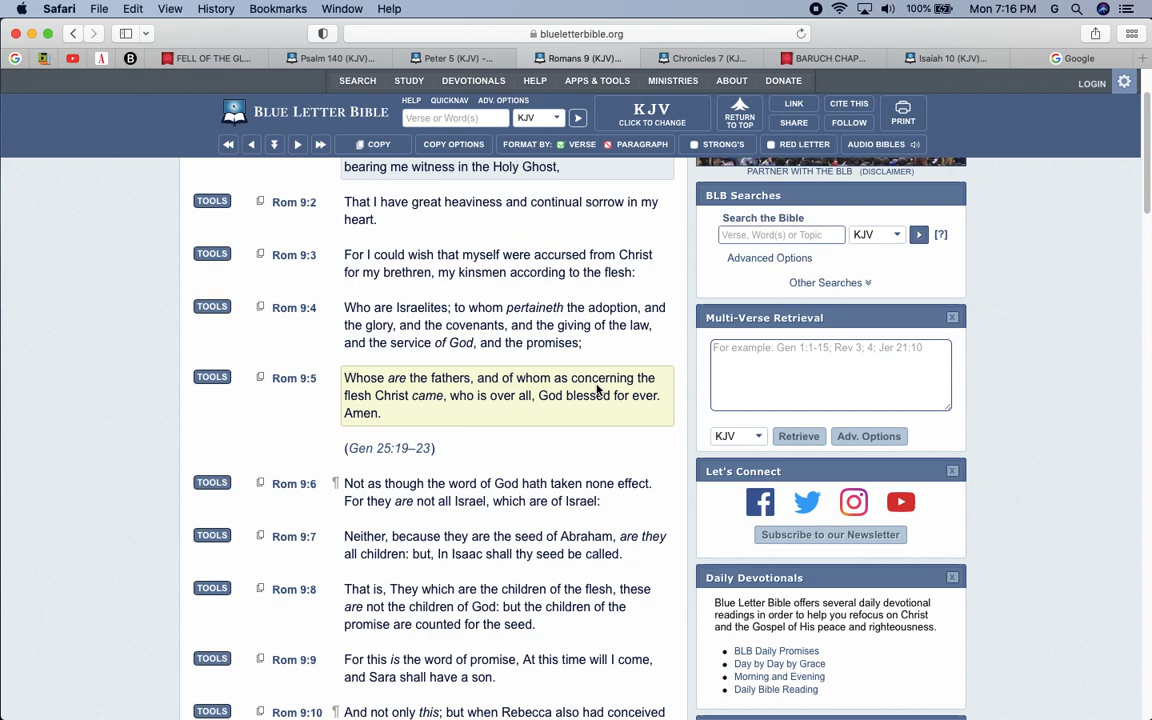 Safari File Edit View History Bookmarks Window Help 100% Mon 7:16 PM G
blueletterbible.org
FELL OF THE GL... Psalm 140 (KJV)... Peter 5 (KJV) -... Romans 9 (KJV)... Chronicles 7 (KJ... BARUCH CHAP... Isaiah 10 (KJV)... Google
SEARCH STUDY DEVOTIONALS HELP APPS & TOOLS MINISTRIES ABOUT DONATE LOGIN
BLUE LETTER BIBLE
HELP QUICKNAV ADV. OPTIONS
Verse or Word(s) KJV
KJV
CLICK TO CHANGE
RETURN
TO TOP
LINK CITE THIS
SHARE FOLLOW
PRINT
COPY COPY OPTIONS FORMAT BY: VERSE PARAGRAPH STRONG'S RED LETTER AUDIO BIBLES
bearing me witness in the Holy Ghost,
TOOLS Rom 9:2 That I have great heaviness and continual sorrow in my
heart.
TOOLS Rom 9:3 For I could wish that myself were accursed from Christ
for my brethren, my kinsmen according to the flesh:
TOOLS Rom 9:4 Who are Israelites; to whom pertaineth the adoption, and
the glory, and the covenants, and the giving of the law,
and the service of God, and the promises;
TOOLS Rom 9:5 Whose are the fathers, and of whom as concerning the
flesh Christ came, who is over all, God blessed for ever.
Amen.
(Gen 25:19–23)
TOOLS Rom 9:6 ¶ Not as though the word of God hath taken none effect.
For they are not all Israel, which are of Israel:
TOOLS Rom 9:7 Neither, because they are the seed of Abraham, are they
all children: but, In Isaac shall thy seed be called.
TOOLS Rom 9:8 That is, They which are the children of the flesh, these
are not the children of God: but the children of the
promise are counted for the seed.
TOOLS Rom 9:9 For this is the word of promise, At this time will I come,
and Sara shall have a son.
TOOLS Rom 9:10 ¶ And not only this; but when Rebecca also had conceived
PARTNER WITH THE BLB (DISCLAIMER)
BLB Searches
Search the Bible
Verse, Word(s) or Topic KJV [?]
Advanced Options
Other Searches
Multi-Verse Retrieval X
For example: Gen 1:1-15; Rev 3; 4; Jer 21:10
KJV Retrieve Adv. Options
Let's Connect X
Subscribe to our Newsletter
Daily Devotionals X
Blue Letter Bible offers several daily devotional
readings in order to help you refocus on Christ
and the Gospel of His peace and righteousness.
• BLB Daily Promises
• Day by Day by Grace
• Morning and Evening
• Daily Bible Reading